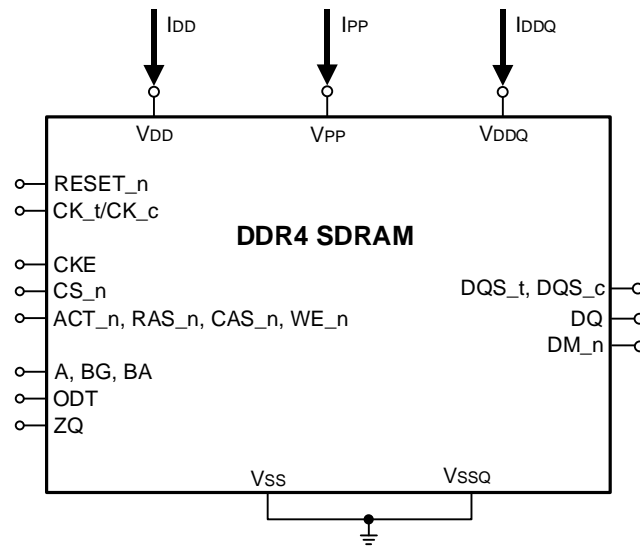 IDD IPP IDDQ
VDD VPP VDDQ
RESET_n
CK_t/CK_c
DDR4 SDRAM
CKE
CS_n DQS_t, DQS_c
ACT_n, RAS_n, CAS_n, WE_n DQ
DM_n
A, BG, BA
ODT
ZQ
VSS VSSQ